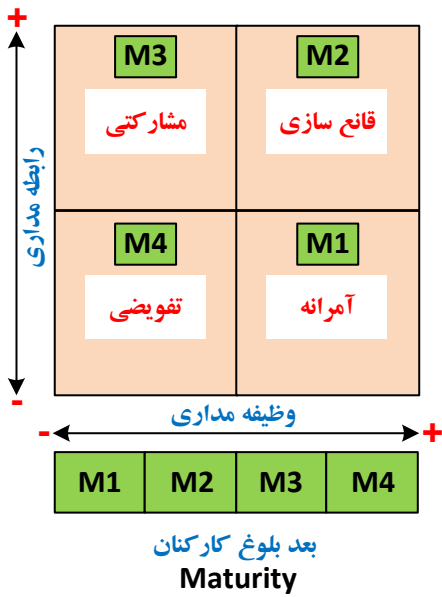 +
M3
M2
مشارکتی
قانع سازی
رابطه مداری
M4
M1
تفویضی
آمرانه
-
وظیفه مداری
-
+
M1 M2 M3 M4
بعد بلوغ کارکنان
Maturity